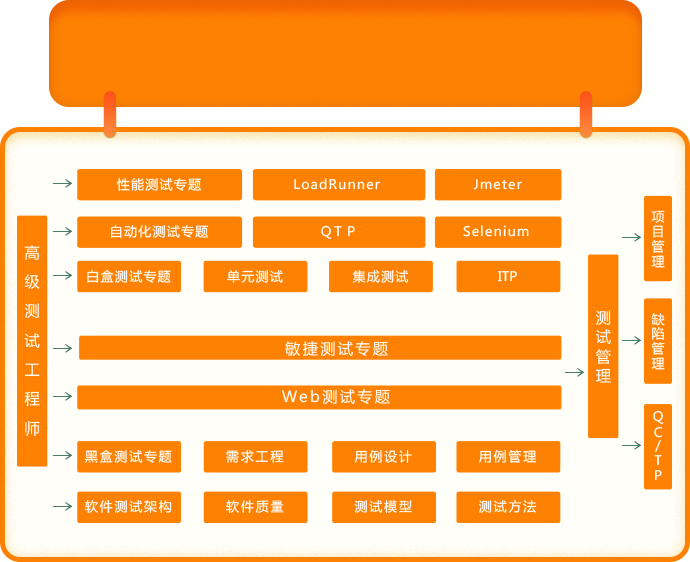 高级测试工程师
性能测试专题
LoadRunner
Jmeter
自动化测试专题
QTP
Selenium
白盒测试专题
单元测试
集成测试
ITP
敏捷测试专题
Web测试专题
黑盒测试专题
需求工程
用例设计
用例管理
软件测试架构
软件质量
测试模型
测试方法
测试管理
项目管理
缺陷管理
QC/TP